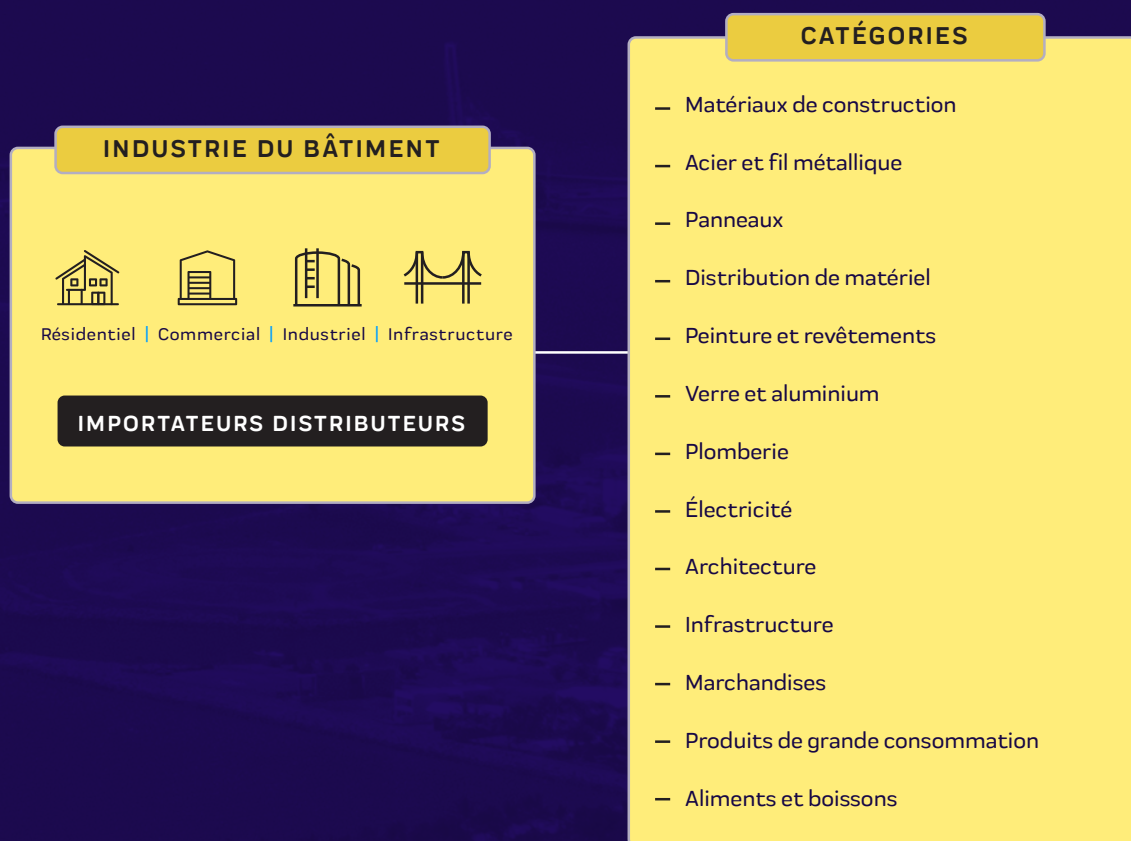 INDUSTRIE DU BÂTIMENT
Résidentiel | Commercial | Industriel | Infrastructure
IMPORTATEURS DISTRIBUTEURS
CATÉGORIES
– Matériaux de construction
– Acier et fil métallique
– Panneaux
– Distribution de matériel
– Peinture et revêtements
– Verre et aluminium
– Plomberie
– Électricité
– Architecture
– Infrastructure
– Marchandises
– Produits de grande consommation
– Aliments et boissons